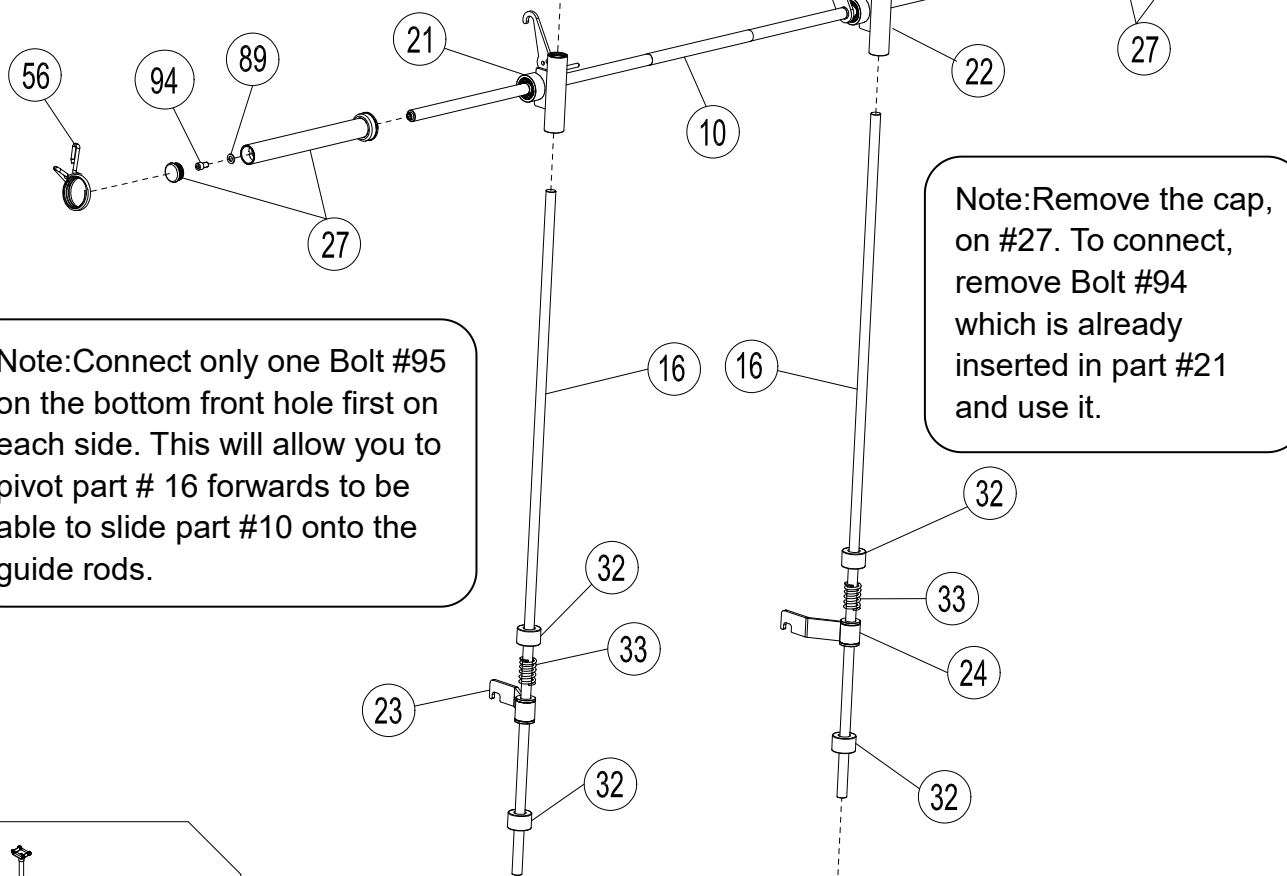 56
94
89
21
27
10
22
27
Note:Remove the cap,
on #27. To connect,
remove Bolt #94
which is already
inserted in part #21
and use it.
Note:Connect only one Bolt #95
on the bottom front hole first on
each side. This will allow you to
pivot part # 16 forwards to be
able to slide part #10 onto the
guide rods.
16
16
32
33
23
32
32
33
24
32